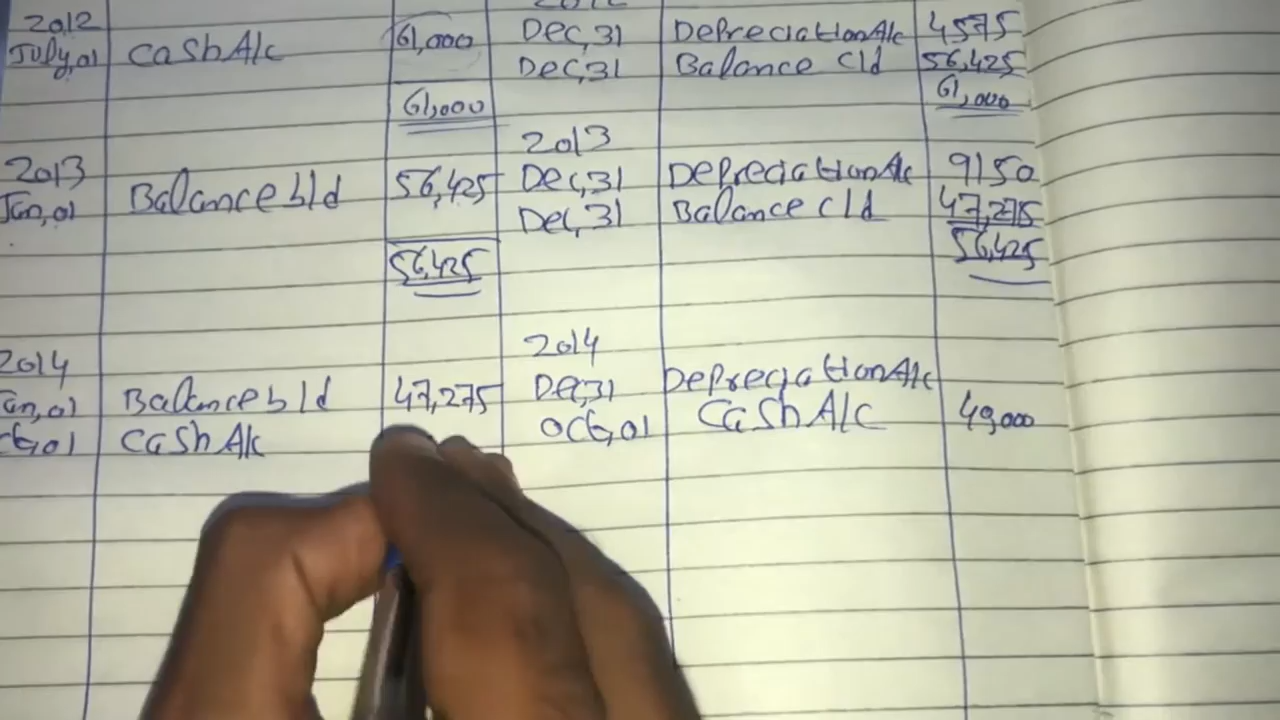 2012 2012
July,01 Cash A/c 61,000 Dec,31 Depreciation A/c 4575
Dec,31 Balance c/d 56,425
61,000 61,000
2013 2013
Jan,01 Balance b/d 56,425 Dec,31 Depreciation A/c 9150
Dec,31 Balance c/d 47,275
56,425 56,425
2014 2014
Jan,01 Balance b/d 47,275 Dec,31 Depreciation A/c
Oct,01 Cash A/c Oct,01 Cash A/c 49,000